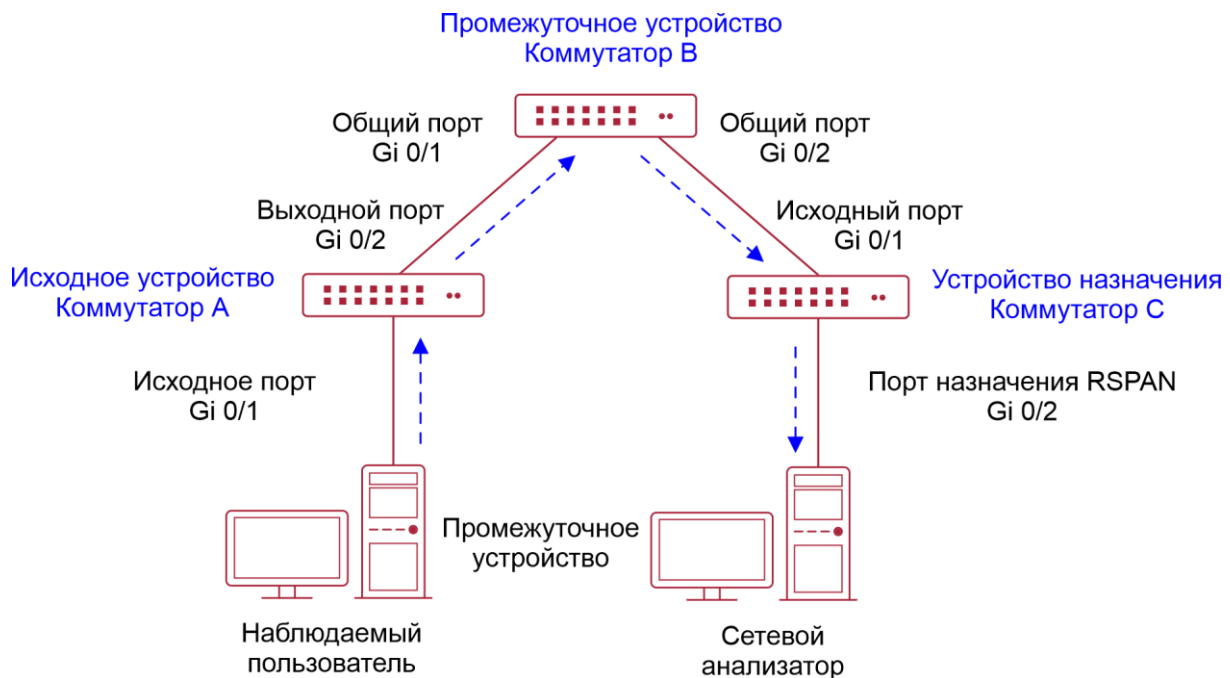 Промежуточное устройство
Коммутатор B
Общий порт
Gi 0/1
Общий порт
Gi 0/2
Выходной порт
Gi 0/2
Исходный порт
Gi 0/1
Исходное устройство
Коммутатор A
Устройство назначения
Коммутатор C
Исходное порт
Gi 0/1
Порт назначения RSPAN
Gi 0/2
Промежуточное
устройство
Наблюдаемый
пользователь
Сетевой
анализатор